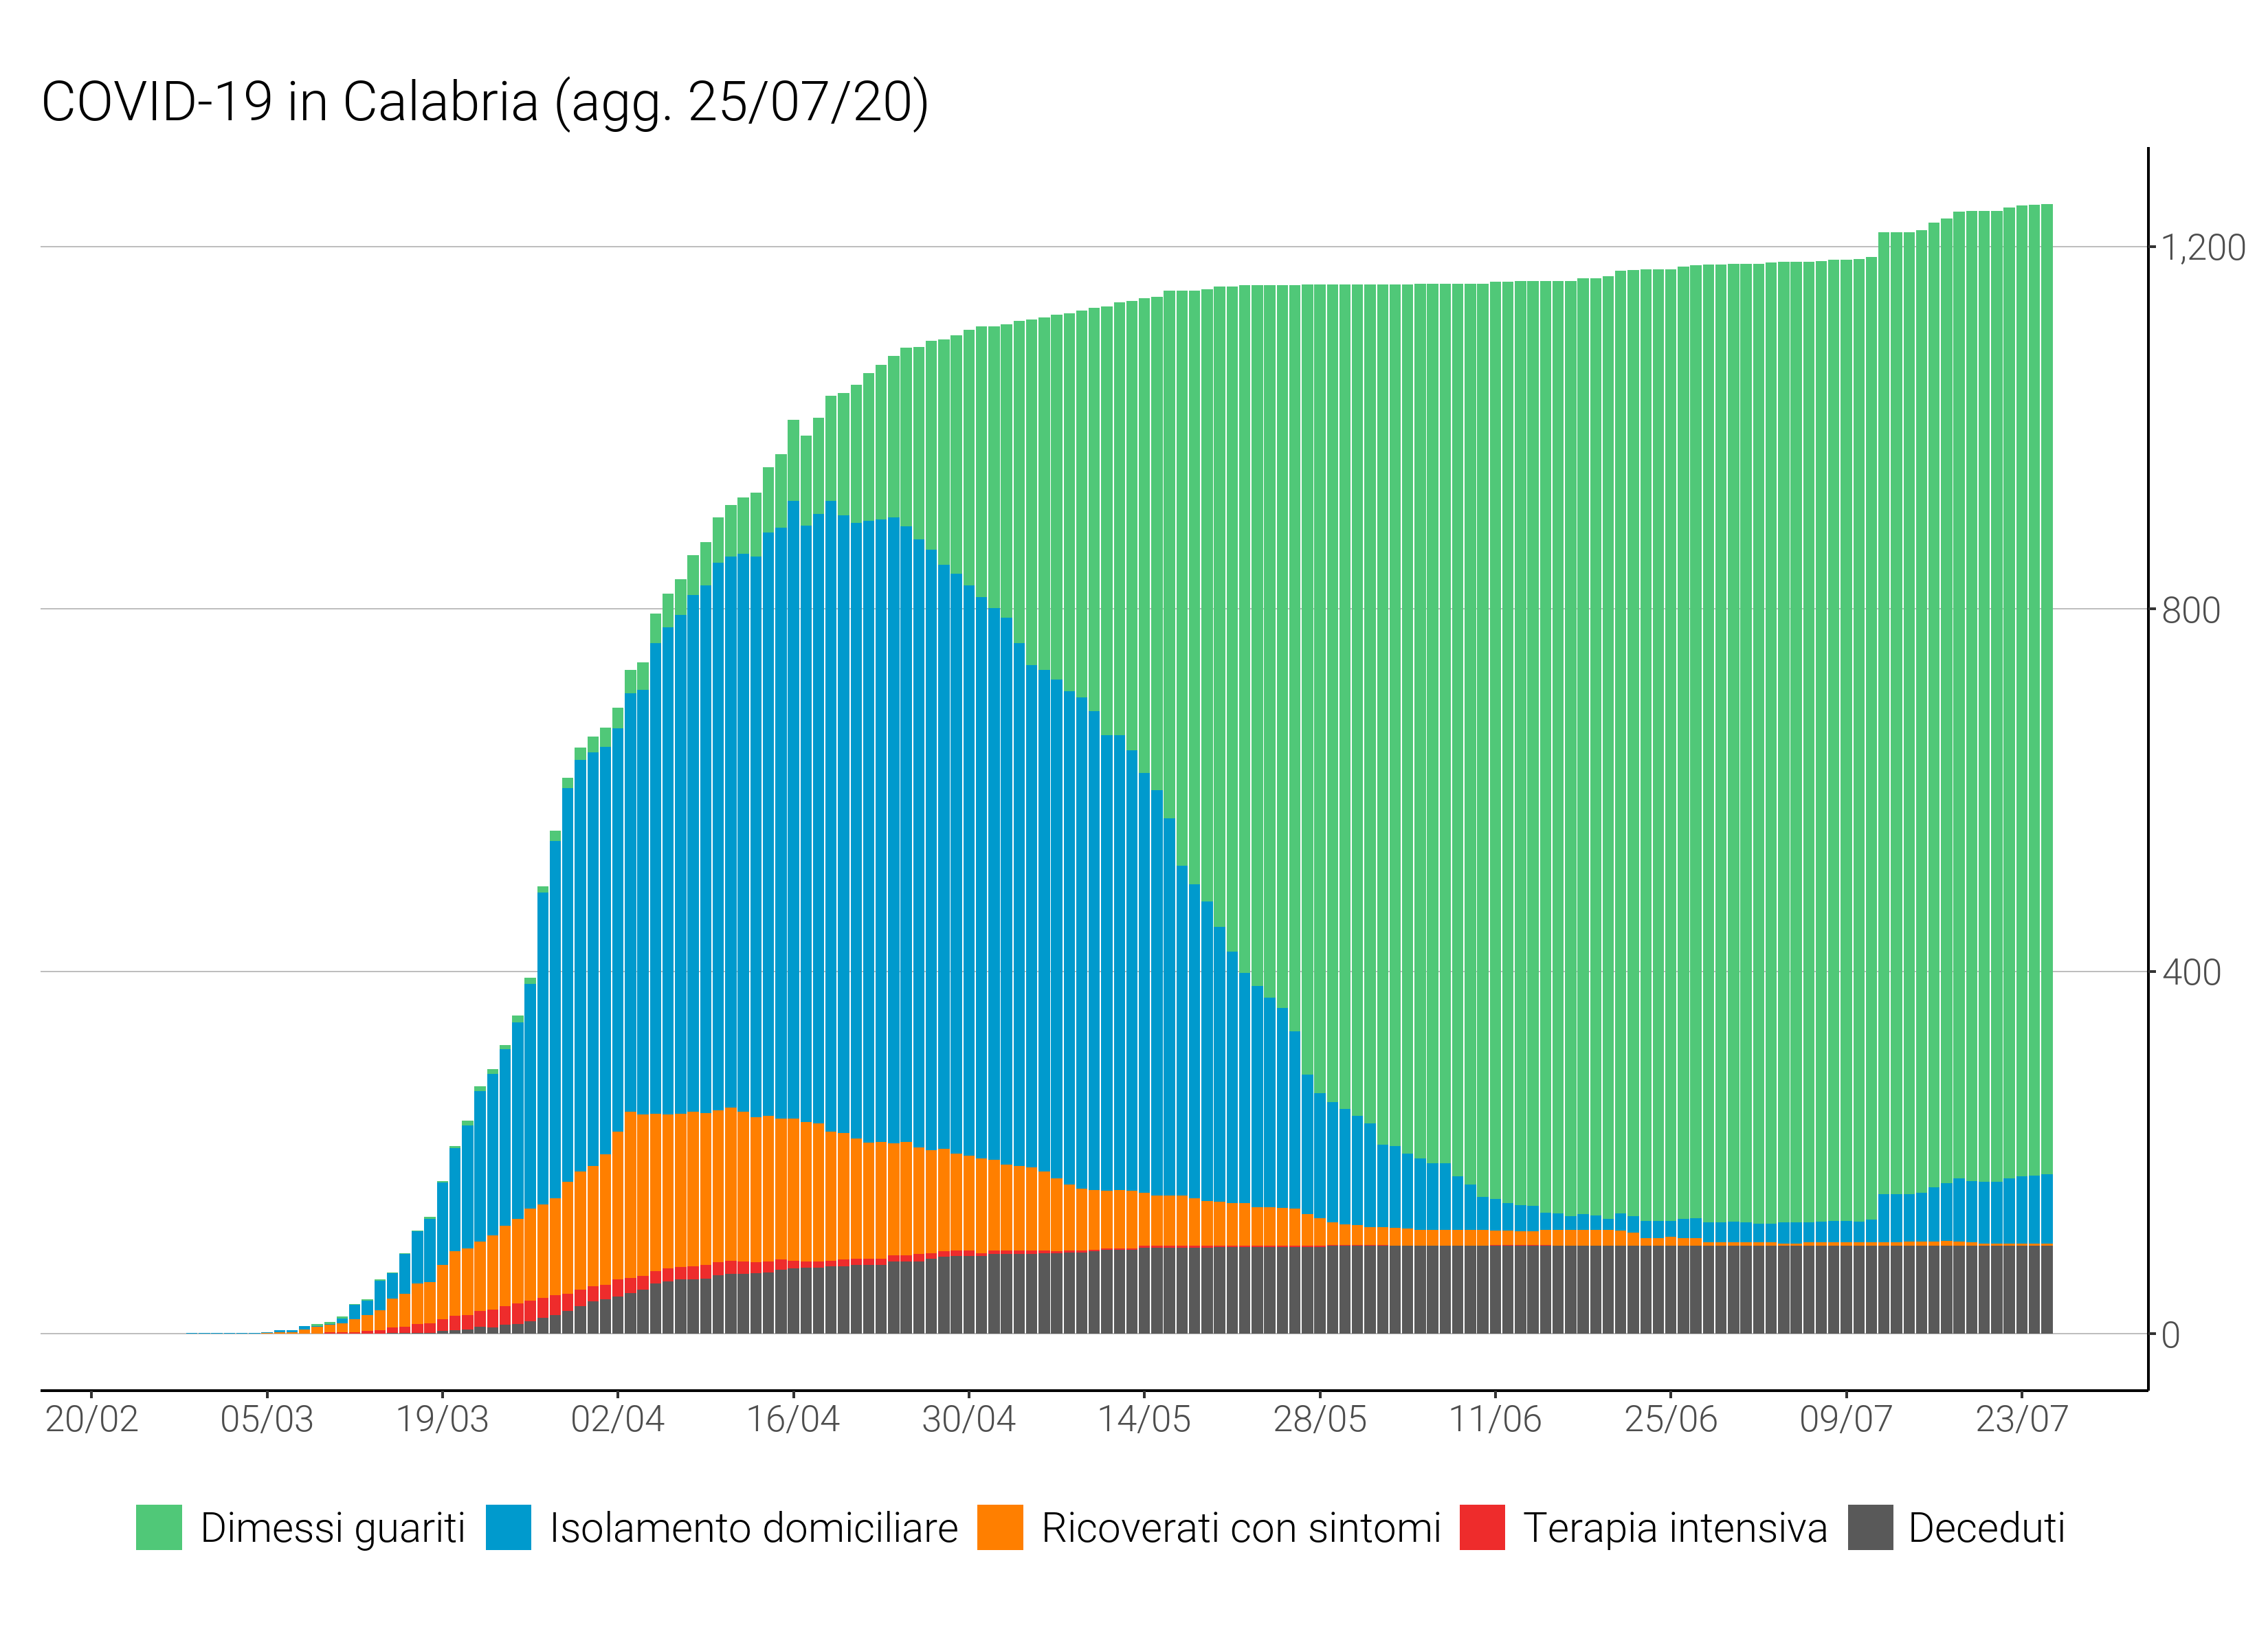 COVID-19 in Calabria (agg. 25/07/20)
1,200
800
400
0
20/02 05/03 19/03 02/04 16/04 30/04 14/05 28/05 11/06 25/06 09/07 23/07
Dimessi guariti Isolamento domiciliare Ricoverati con sintomi Terapia intensiva Deceduti